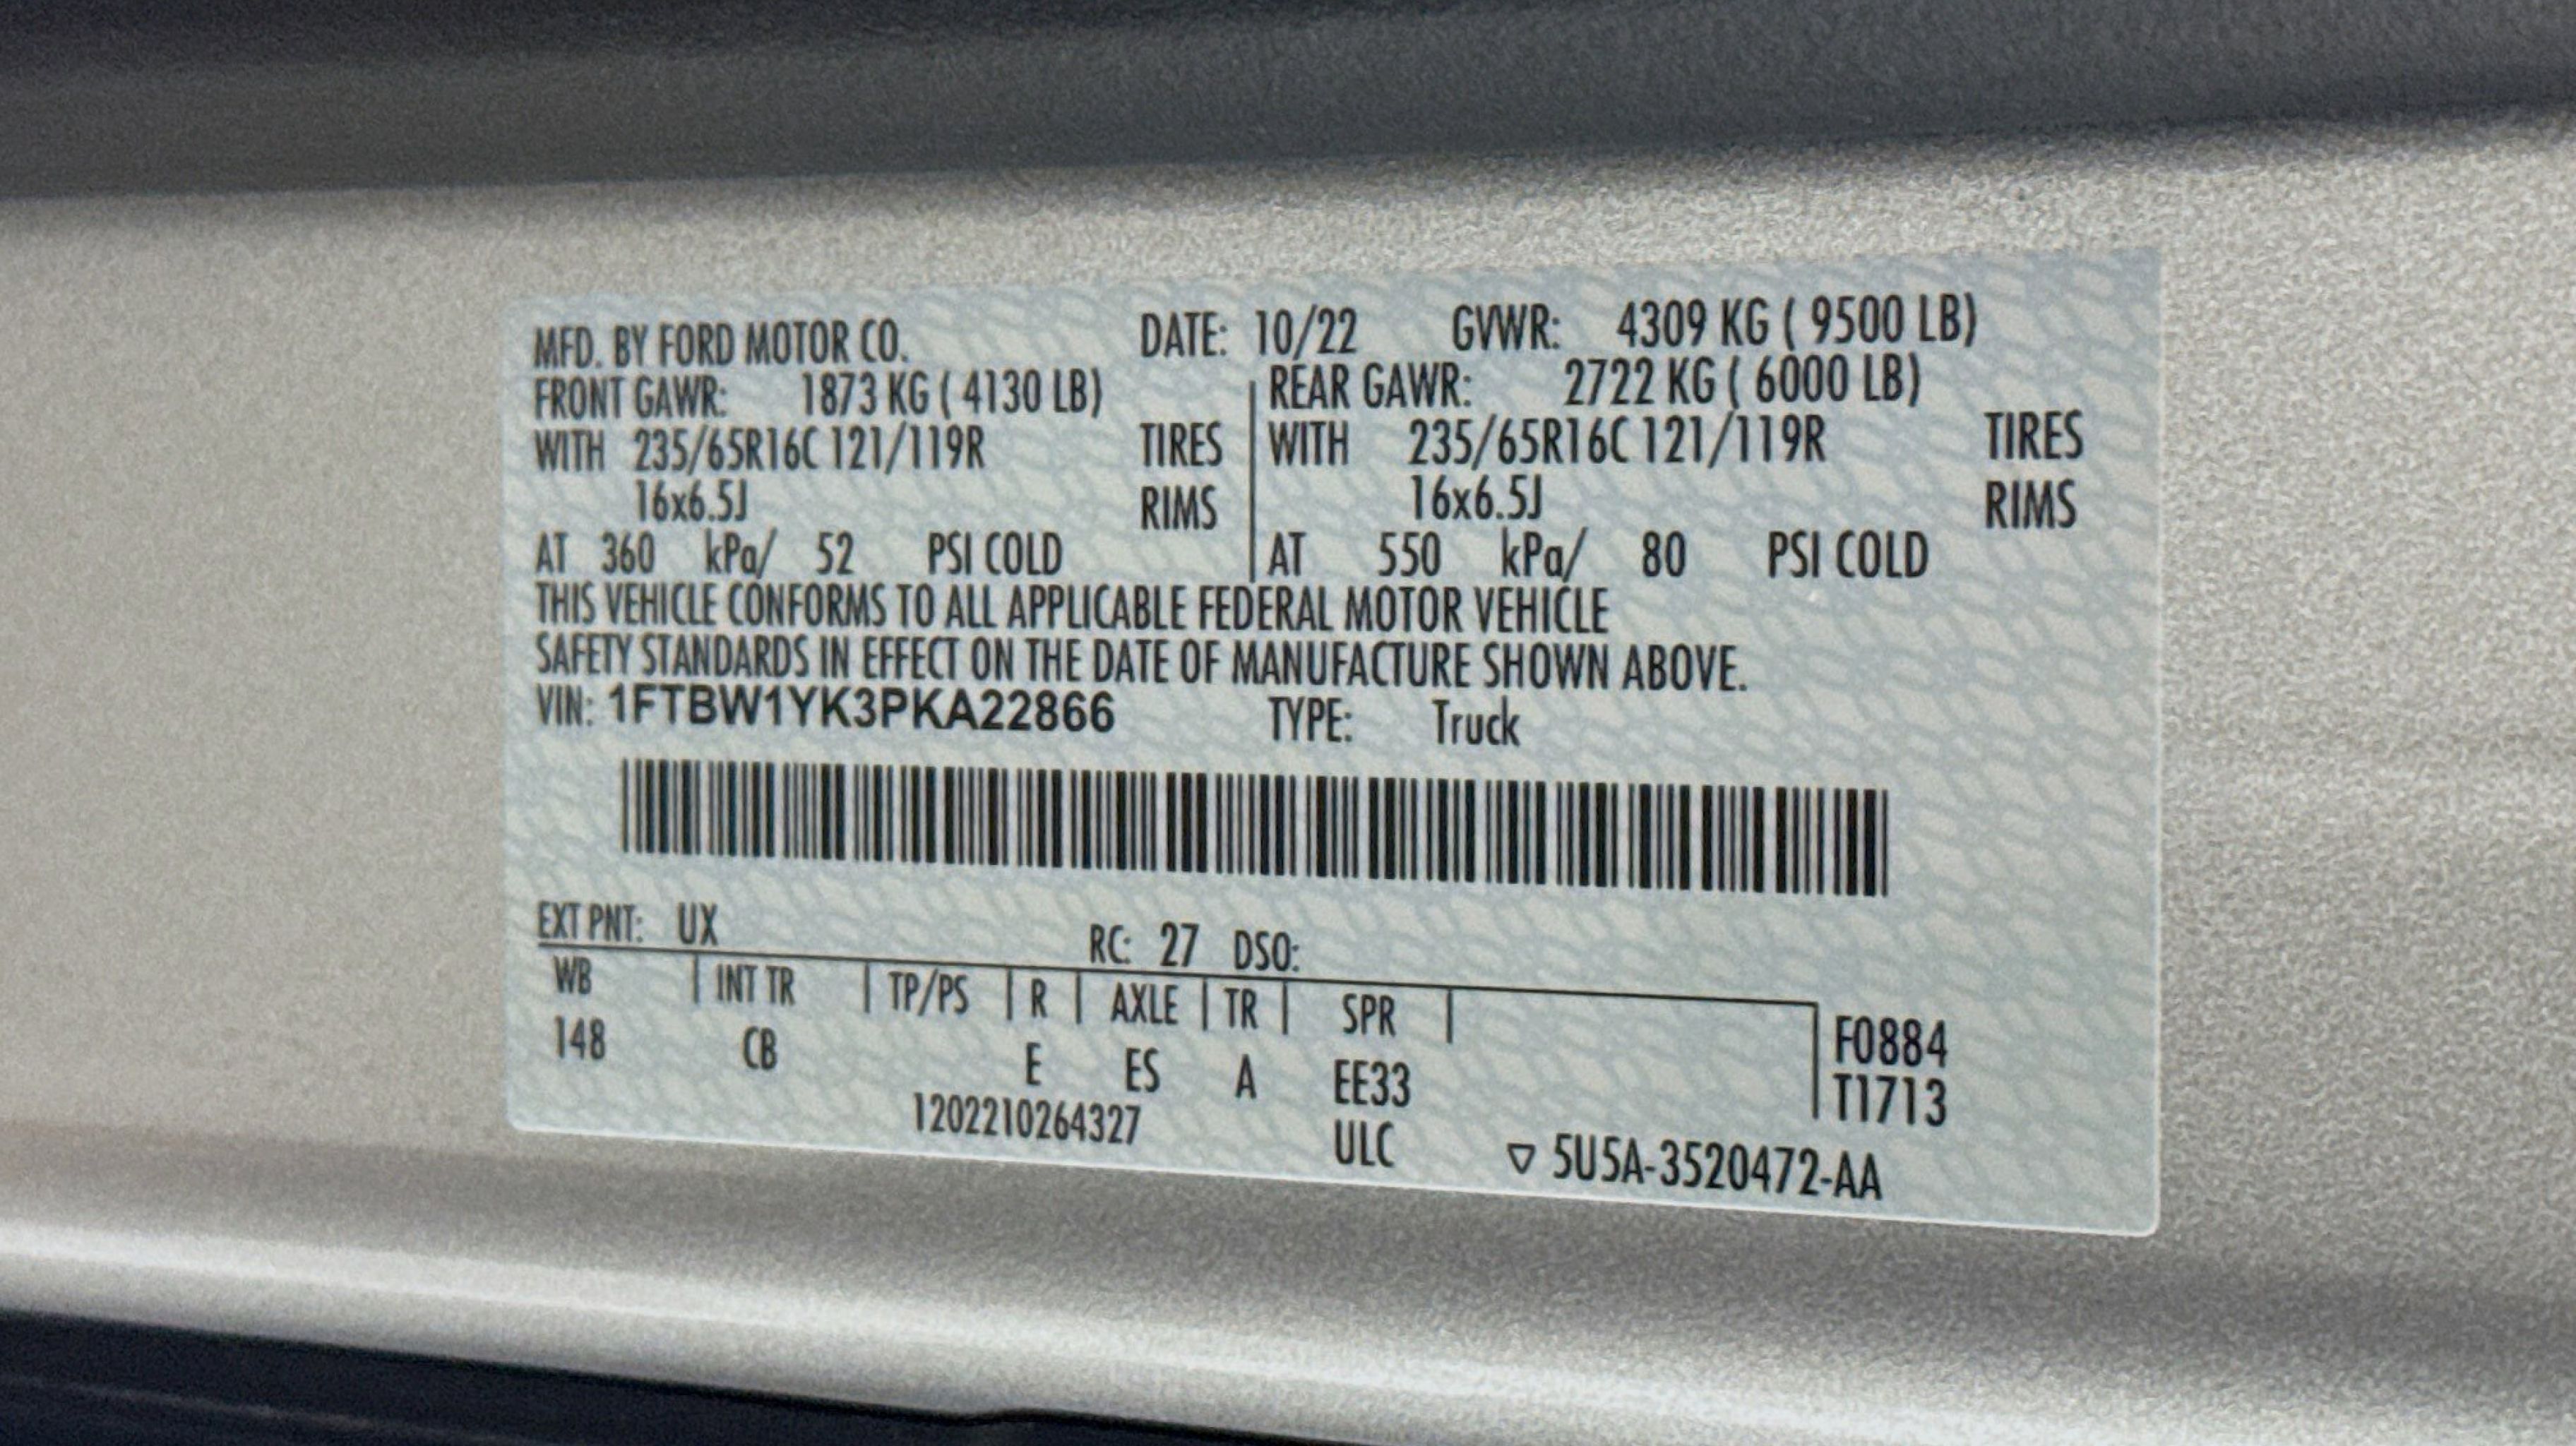 MFD. BY FORD MOTOR CO. DATE: 10/22 GVWR: 4309 KG ( 9500 LB)
FRONT GAWR: 1873 KG ( 4130 LB) REAR GAWR: 2722 KG ( 6000 LB)
WITH 235/65R16C 121/119R TIRES WITH 235/65R16C 121/119R TIRES
16x6.5J RIMS 16x6.5J RIMS
AT 360 kPa/ 52 PSI COLD AT 550 kPa/ 80 PSI COLD
THIS VEHICLE CONFORMS TO ALL APPLICABLE FEDERAL MOTOR VEHICLE
SAFETY STANDARDS IN EFFECT ON THE DATE OF MANUFACTURE SHOWN ABOVE.
VIN: 1FTBW1YK3PKA22866 TYPE: Truck
EXT PNT: UX RC: 27 DSO:
WB INT TR TP/PS R AXLE TR SPR
148 CB E ES A EE33 F0884
1202210264327 ULC T1713
▽ 5U5A-3520472-AA